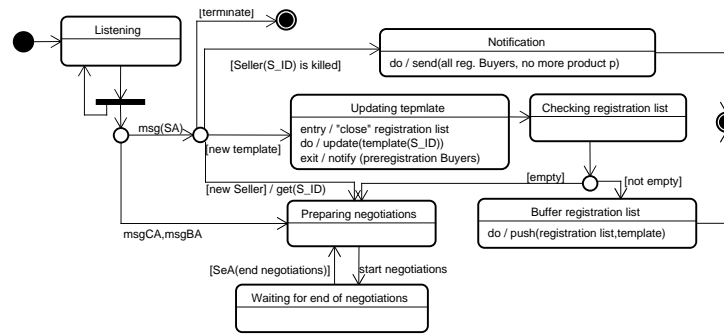 [terminate]
Listening
Notification
do / send(all reg. Buyers, no more product p)
[Seller(S_ID) is killed]
Updating tepmlate
entry / "close" registration list
do / update(template(S_ID))
exit / notify (preregistration Buyers)
Checking registration list
msg(SA)
[new template]
[empty]
[not empty]
[new Seller] / get(S_ID)
Preparing negotiations
Buffer registration list
do / push(registration list,template)
msgCA,msgBA
[SeA(end negotiations)]
start negotiations
Waiting for end of negotiations